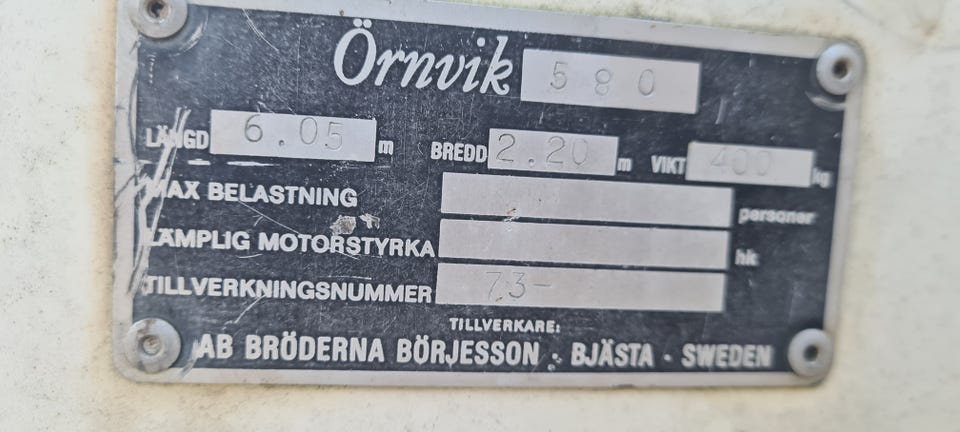 Örnvik 580
LÄNGD 6.05 m BREDD 2.20 m VIKT 400 kg
MAX BELASTNING personer
LÄMPLIG MOTORSTYRKA hk
TILLVERKNINGSNUMMER 73-
TILLVERKARE:
AB BRÖDERNA BÖRJESSON · BJÄSTA · SWEDEN